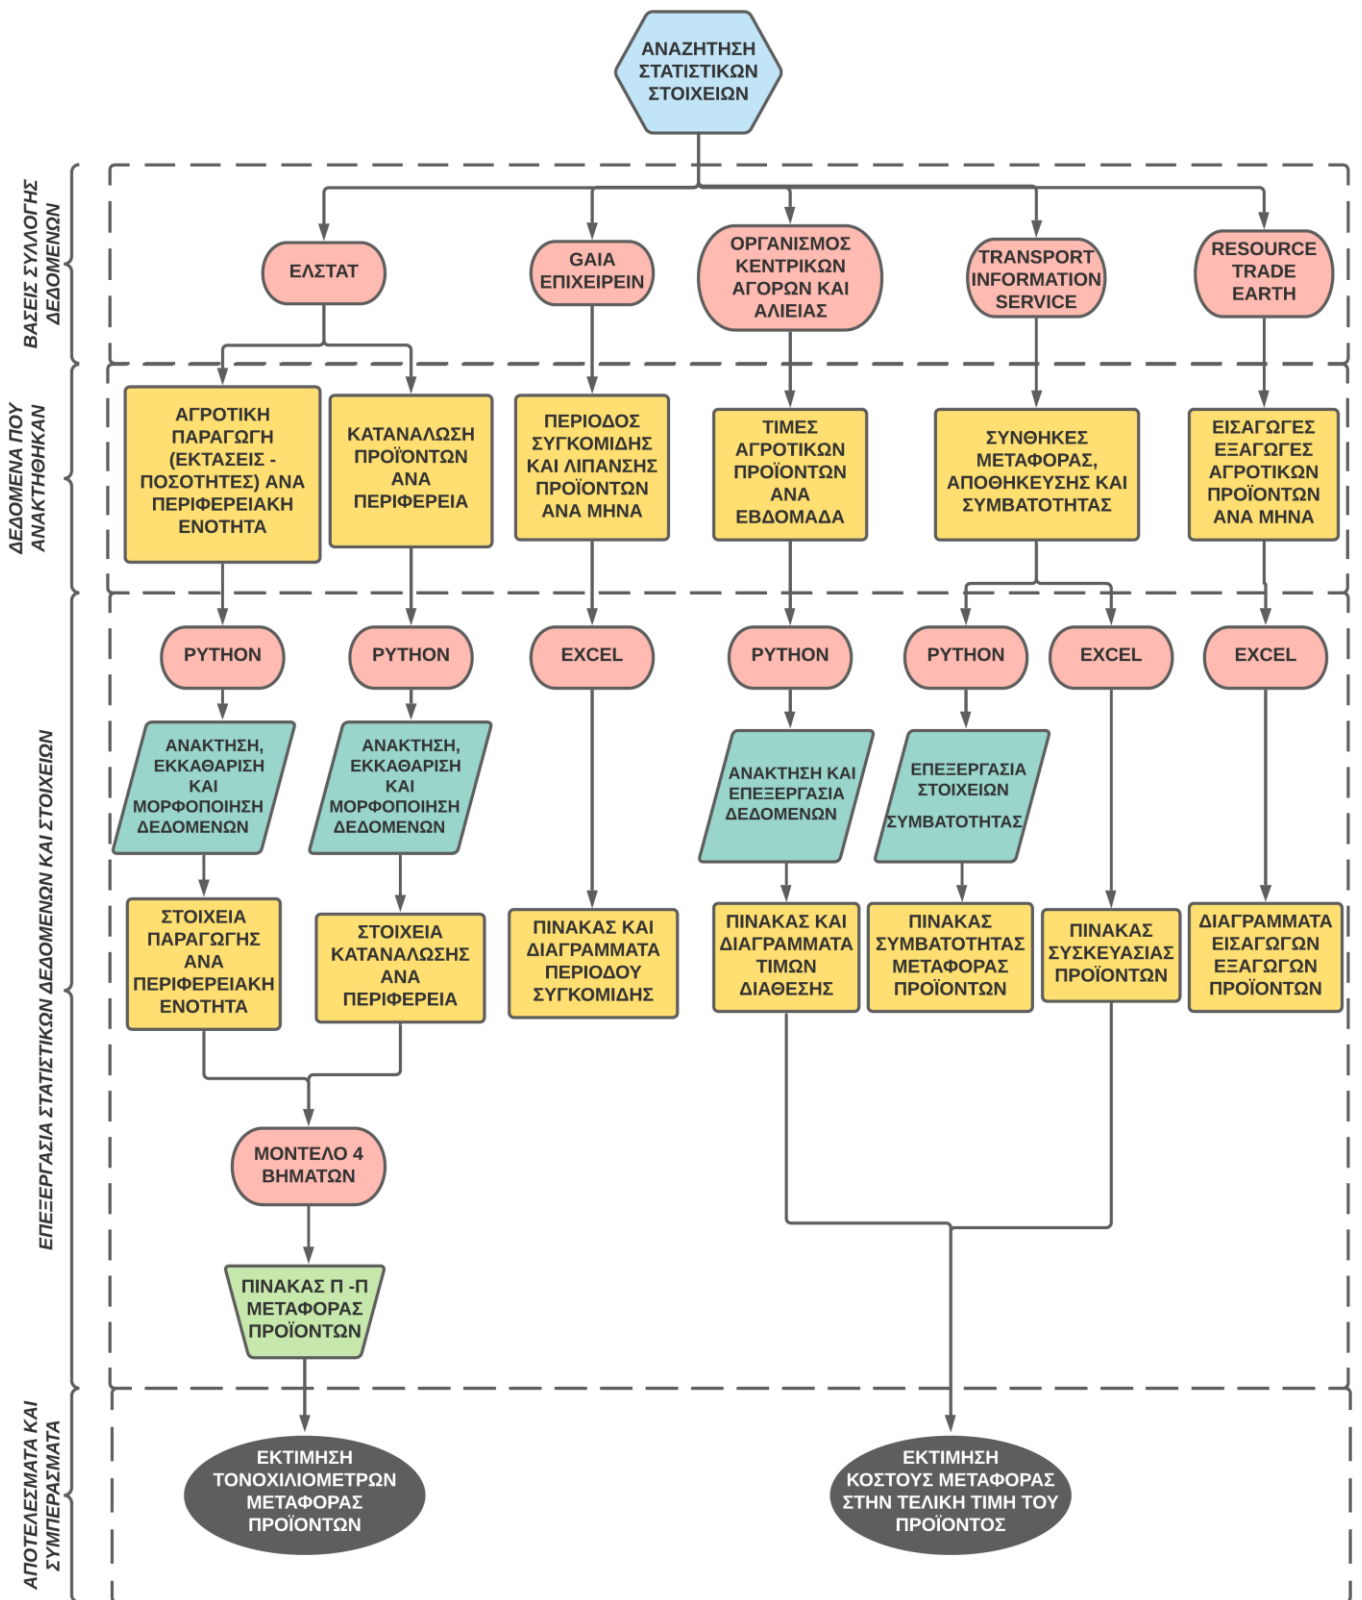 ΑΝΑΖΗΤΗΣΗ
ΣΤΑΤΙΣΤΙΚΩΝ
ΣΤΟΙΧΕΙΩΝ
ΒΑΣΕΙΣ ΣΥΛΛΟΓΗΣ
ΔΕΔΟΜΕΝΩΝ
ΕΛΣΤΑΤ
GAIA
ΕΠΙΧΕΙΡΕΙΝ
ΟΡΓΑΝΙΣΜΟΣ
ΚΕΝΤΡΙΚΩΝ
ΑΓΟΡΩΝ ΚΑΙ
ΑΛΙΕΙΑΣ
TRANSPORT
INFORMATION
SERVICE
RESOURCE
TRADE
EARTH
ΔΕΔΟΜΕΝΑ ΠΟΥ
ΑΝΑΚΤΗΘΗΚΑΝ
ΑΓΡΟΤΙΚΗ
ΠΑΡΑΓΩΓΗ
(ΕΚΤΑΣΕΙΣ -
ΠΟΣΟΤΗΤΕΣ) ΑΝΑ
ΠΕΡΙΦΕΡΕΙΑΚΗ
ΕΝΟΤΗΤΑ
ΚΑΤΑΝΑΛΩΣΗ
ΠΡΟΪΟΝΤΩΝ
ΑΝΑ
ΠΕΡΙΦΕΡΕΙΑ
ΠΕΡΙΟΔΟΣ
ΣΥΓΚΟΜΙΔΗΣ
ΚΑΙ ΛΙΠΑΝΣΗΣ
ΠΡΟΪΟΝΤΩΝ
ΑΝΑ ΜΗΝΑ
ΤΙΜΕΣ
ΑΓΡΟΤΙΚΩΝ
ΠΡΟΪΟΝΤΩΝ
ΑΝΑ
ΕΒΔΟΜΑΔΑ
ΣΥΝΘΗΚΕΣ
ΜΕΤΑΦΟΡΑΣ,
ΑΠΟΘΗΚΕΥΣΗΣ ΚΑΙ
ΣΥΜΒΑΤΟΤΗΤΑΣ
ΕΙΣΑΓΩΓΕΣ
ΕΞΑΓΩΓΕΣ
ΑΓΡΟΤΙΚΩΝ
ΠΡΟΪΟΝΤΩΝ
ΑΝΑ ΜΗΝΑ
ΕΠΕΞΕΡΓΑΣΙΑ ΣΤΑΤΙΣΤΙΚΩΝ ΔΕΔΟΜΕΝΩΝ ΚΑΙ ΣΤΟΙΧΕΙΩΝ
PYTHON
PYTHON
EXCEL
PYTHON
PYTHON
EXCEL
EXCEL
ΑΝΑΚΤΗΣΗ,
ΕΚΚΑΘΑΡΙΣΗ
ΚΑΙ
ΜΟΡΦΟΠΟΙΗΣΗ
ΔΕΔΟΜΕΝΩΝ
ΑΝΑΚΤΗΣΗ,
ΕΚΚΑΘΑΡΙΣΗ
ΚΑΙ
ΜΟΡΦΟΠΟΙΗΣΗ
ΔΕΔΟΜΕΝΩΝ
ΑΝΑΚΤΗΣΗ ΚΑΙ
ΕΠΕΞΕΡΓΑΣΙΑ
ΔΕΔΟΜΕΝΩΝ
ΕΠΕΞΕΡΓΑΣΙΑ
ΣΤΟΙΧΕΙΩΝ
ΣΥΜΒΑΤΟΤΗΤΑΣ
ΣΤΟΙΧΕΙΑ
ΠΑΡΑΓΩΓΗΣ
ΑΝΑ
ΠΕΡΙΦΕΡΕΙΑΚΗ
ΕΝΟΤΗΤΑ
ΣΤΟΙΧΕΙΑ
ΚΑΤΑΝΑΛΩΣΗΣ
ΑΝΑ
ΠΕΡΙΦΕΡΕΙΑ
ΠΙΝΑΚΑΣ ΚΑΙ
ΔΙΑΓΡΑΜΜΑΤΑ
ΠΕΡΙΟΔΟΥ
ΣΥΓΚΟΜΙΔΗΣ
ΠΙΝΑΚΑΣ ΚΑΙ
ΔΙΑΓΡΑΜΜΑΤΑ
ΤΙΜΩΝ
ΔΙΑΘΕΣΗΣ
ΠΙΝΑΚΑΣ
ΣΥΜΒΑΤΟΤΗΤΑΣ
ΜΕΤΑΦΟΡΑΣ
ΠΡΟΪΟΝΤΩΝ
ΠΙΝΑΚΑΣ
ΣΥΣΚΕΥΑΣΙΑΣ
ΠΡΟΪΟΝΤΩΝ
ΔΙΑΓΡΑΜΜΑΤΑ
ΕΙΣΑΓΩΓΩΝ
ΕΞΑΓΩΓΩΝ
ΠΡΟΪΟΝΤΩΝ
ΜΟΝΤΕΛΟ 4
ΒΗΜΑΤΩΝ
ΠΙΝΑΚΑΣ Π -Π
ΜΕΤΑΦΟΡΑΣ
ΠΡΟΪΟΝΤΩΝ
ΑΠΟΤΕΛΕΣΜΑΤΑ ΚΑΙ
ΣΥΜΠΕΡΑΣΜΑΤΑ
ΕΚΤΙΜΗΣΗ
ΤΟΝΟΧΙΛΙΟΜΕΤΡΩΝ
ΜΕΤΑΦΟΡΑΣ
ΠΡΟΪΟΝΤΩΝ
ΕΚΤΙΜΗΣΗ
ΚΟΣΤΟΥΣ ΜΕΤΑΦΟΡΑΣ
ΣΤΗΝ ΤΕΛΙΚΗ ΤΙΜΗ ΤΟΥ
ΠΡΟΪΟΝΤΟΣ